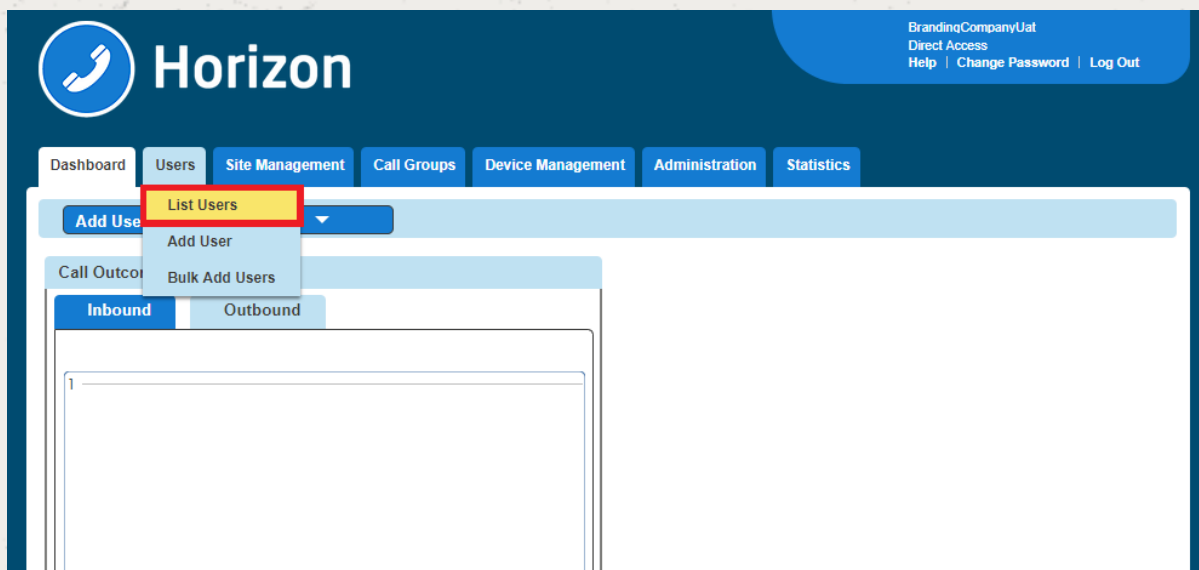 BrandingCompanyUat
Direct Access
Help | Change Password | Log Out
Horizon
Dashboard Users Site Management Call Groups Device Management Administration Statistics
List Users
Add Use
Add User
Call Outco
Bulk Add Users
Inbound Outbound
1